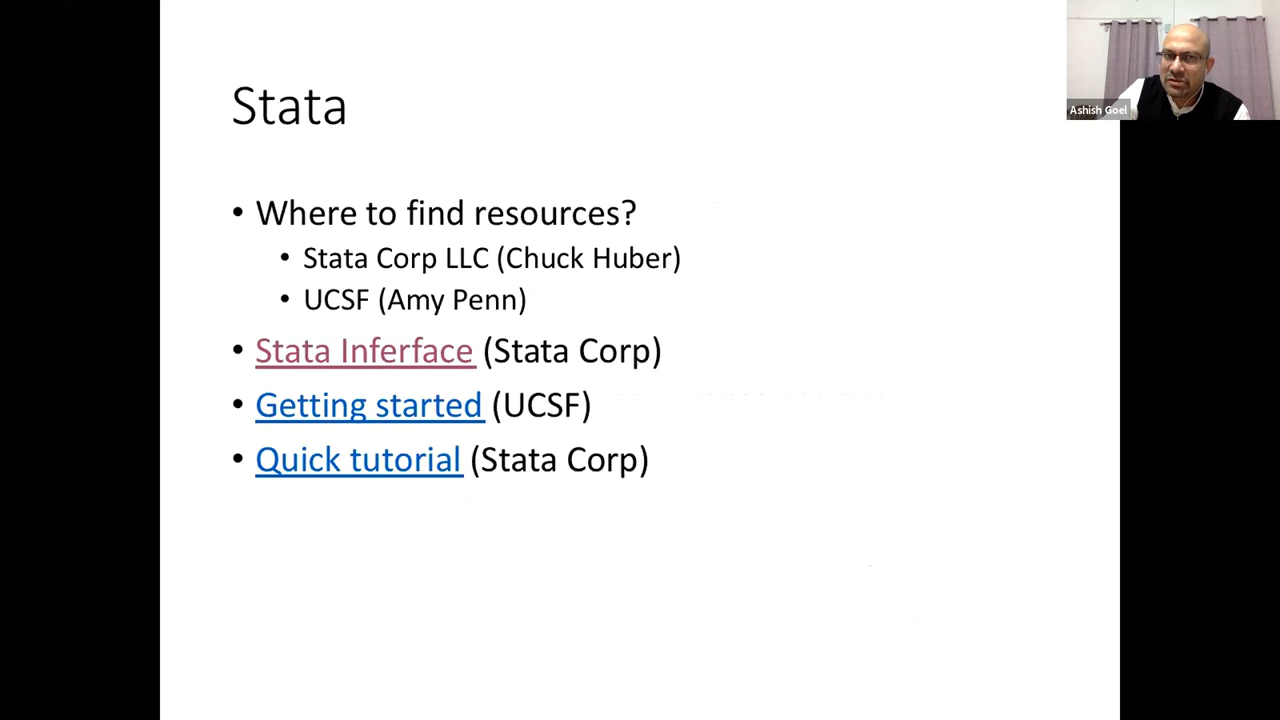 Stata
Ashish Goel
• Where to find resources?
• Stata Corp LLC (Chuck Huber)
• UCSF (Amy Penn)
• Stata Inferface (Stata Corp)
• Getting started (UCSF)
• Quick tutorial (Stata Corp)